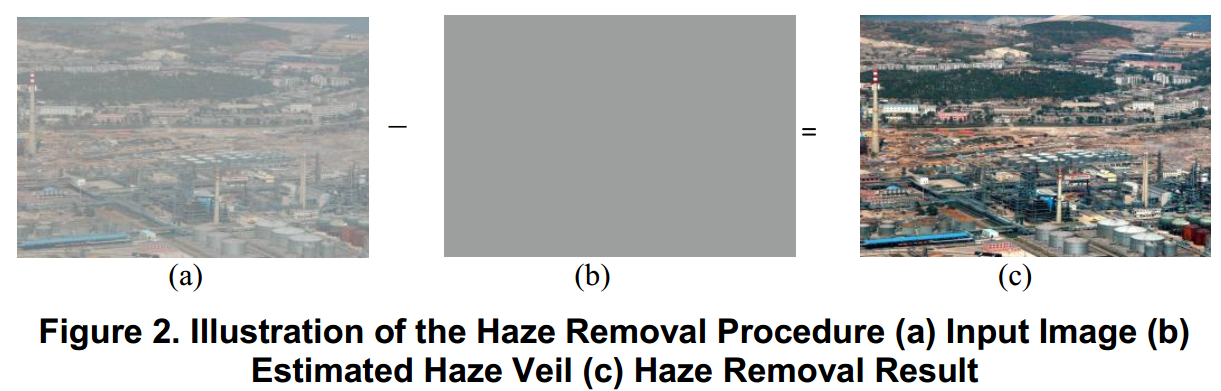 –
=
(a)
(b)
(c)
Figure 2. Illustration of the Haze Removal Procedure (a) Input Image (b)
Estimated Haze Veil (c) Haze Removal Result